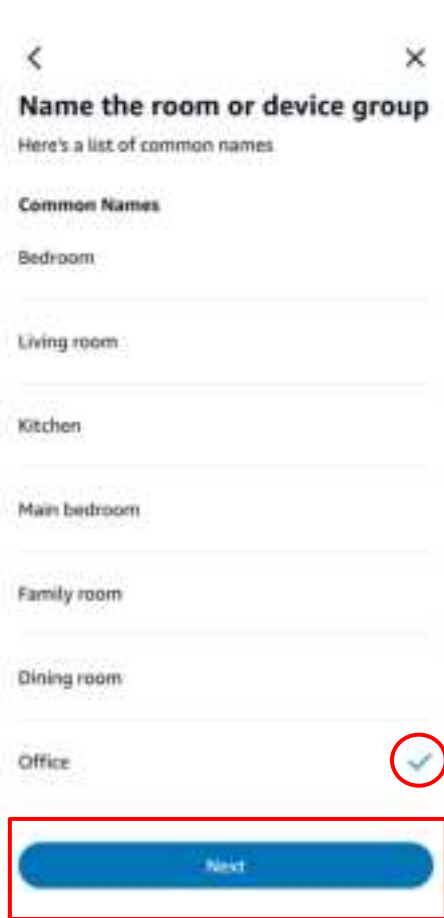 Name the room or device group
Here's a list of common names
Common Names
Bedroom
Living room
Kitchen
Main bedroom
Family room
Dining room
Office
Next